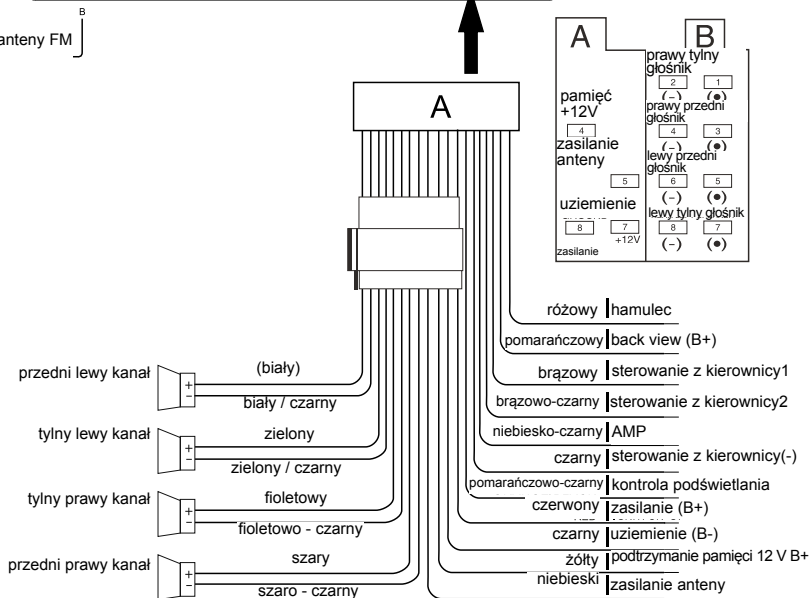 B
anteny FM
A
A
pamięć
+12V
4
zasilanie
anteny
5
uziemienie
8
7
+12V
zasilanie
B
prawy tylny
głośnik
2
1
(-)
(●)
prawy przedni
głośnik
4
3
(-)
(●)
lewy przedni
głośnik
6
5
(-)
(●)
lewy tylny głośnik
8
7
(-)
(●)
przedni lewy kanał
+
-
(biały)
biały / czarny
tylny lewy kanał
+
-
zielony
zielony / czarny
tylny prawy kanał
+
-
fioletowy
fioletowo - czarny
przedni prawy kanał
+
-
szary
szaro - czarny
różowy hamulec
pomarańczowy back view (B+)
brązowy sterowanie z kierownicy1
brązowo-czarny sterowanie z kierownicy2
niebiesko-czarny AMP
czarny sterowanie z kierownicy(-)
pomarańczowo-czarny kontrola podświetlania
czerwony zasilanie (B+)
czarny uziemienie (B-)
żółty podtrzymanie pamięci 12 V B+
niebieski zasilanie anteny